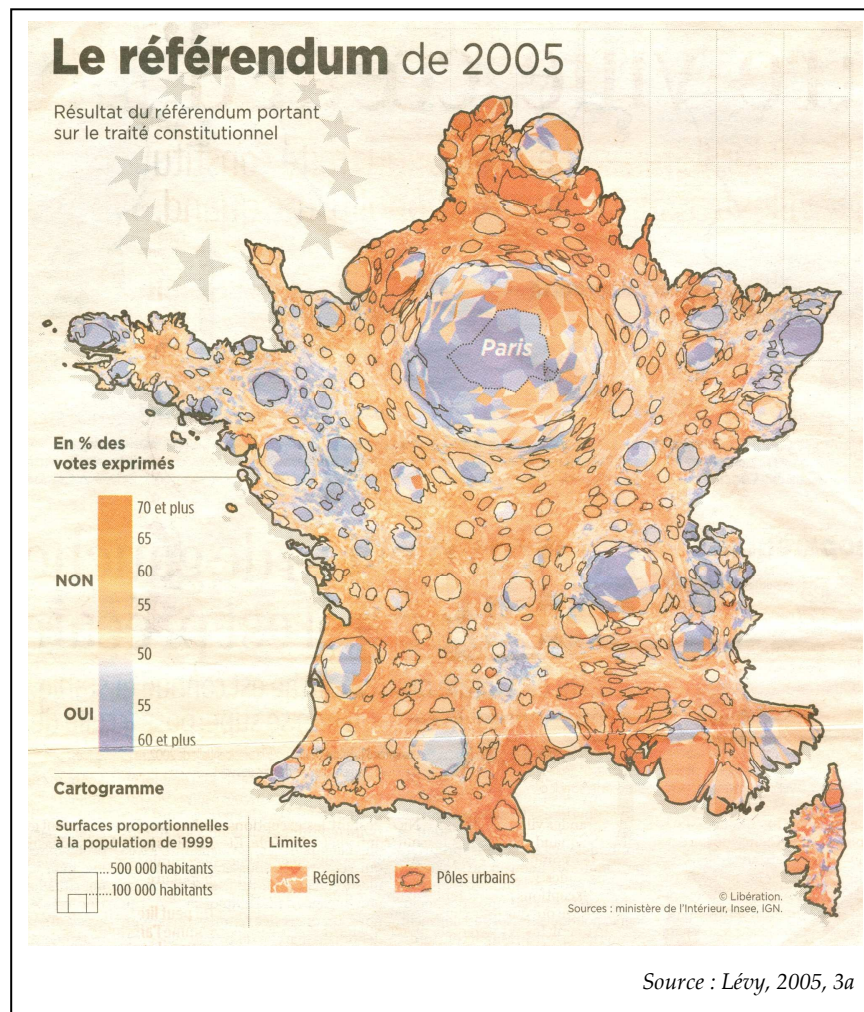 Le référendum de 2005
Résultat du référendum portant
sur le traité constitutionnel
Paris
En % des
votes exprimés
70 et plus
65
60
NON
55
50
55
OUI
60 et plus
Cartogramme
Surfaces proportionnelles
à la population de 1999
500 000 habitants
100 000 habitants
Limites
Régions
Pôles urbains
© Libération.
Sources : ministère de l'Intérieur, Insee, IGN.
Source : Lévy, 2005, 3a